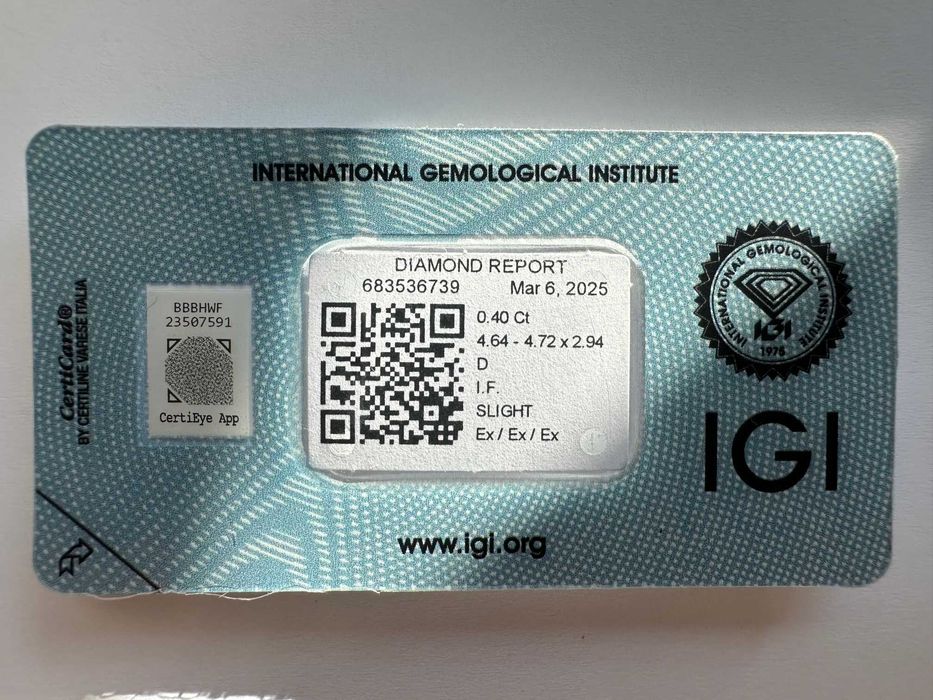 INTERNATIONAL GEMOLOGICAL INSTITUTE
DIAMOND REPORT
683536739 Mar 6, 2025
0.40 Ct
4.64 - 4.72 x 2.94
D
I.F.
SLIGHT
Ex / Ex / Ex
BBBHWF
23507591
CertiEye App
CertiCard®
BY CERTILINE VARESE ITALIA
INTERNATIONAL GEMOLOGICAL INSTITUTE
IGI
1975
IGI
www.igi.org